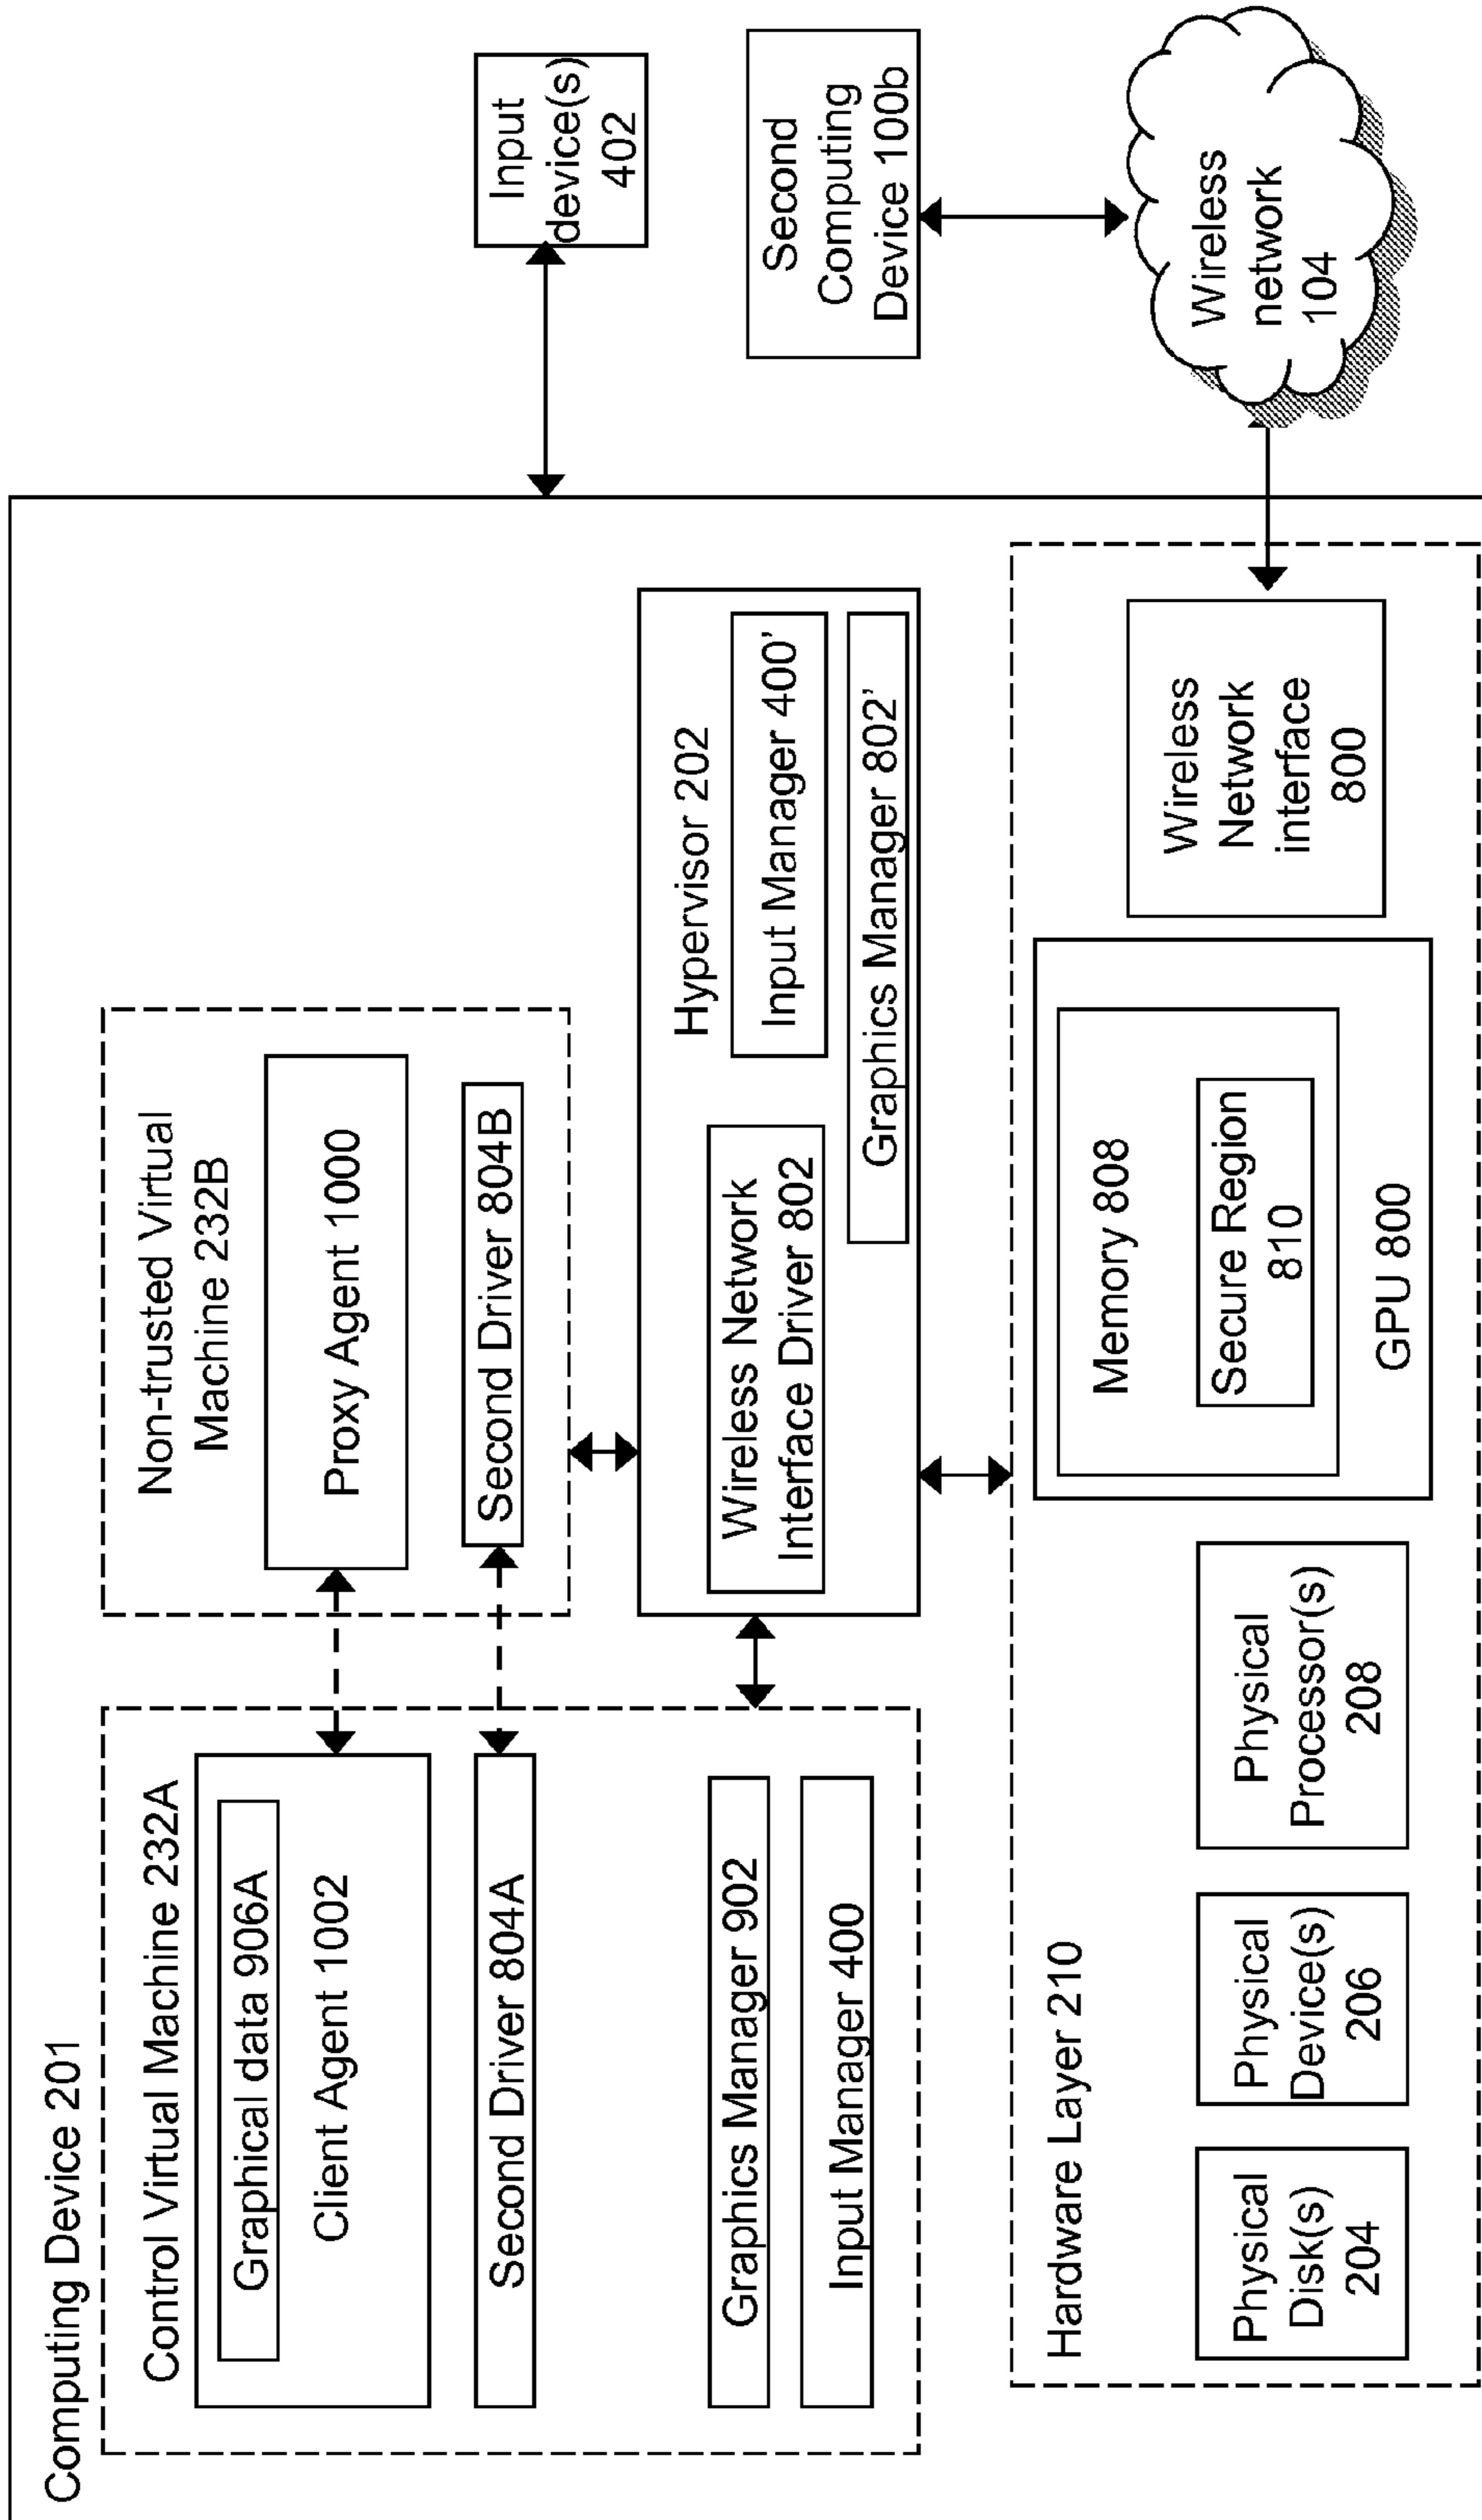 Computing Device 201
Control Virtual Machine 232A
Graphical data 906A
Client Agent 1002
Second Driver 804A
Graphics Manager 902
Input Manager 400
Non-trusted Virtual
Machine 232B
Proxy Agent 1000
Second Driver 804B
Hypervisor 202
Wireless Network
Interface Driver 802
Input Manager 400’
Graphics Manager 802’
Input
device(s)
402
Second
Computing
Device 100b
Wireless
network
104
Hardware Layer 210
Physical
Disk(s)
204
Physical
Device(s)
206
Physical
Processor(s)
208
Memory 808
Secure Region
810
GPU 800
Wireless
Network
interface
800